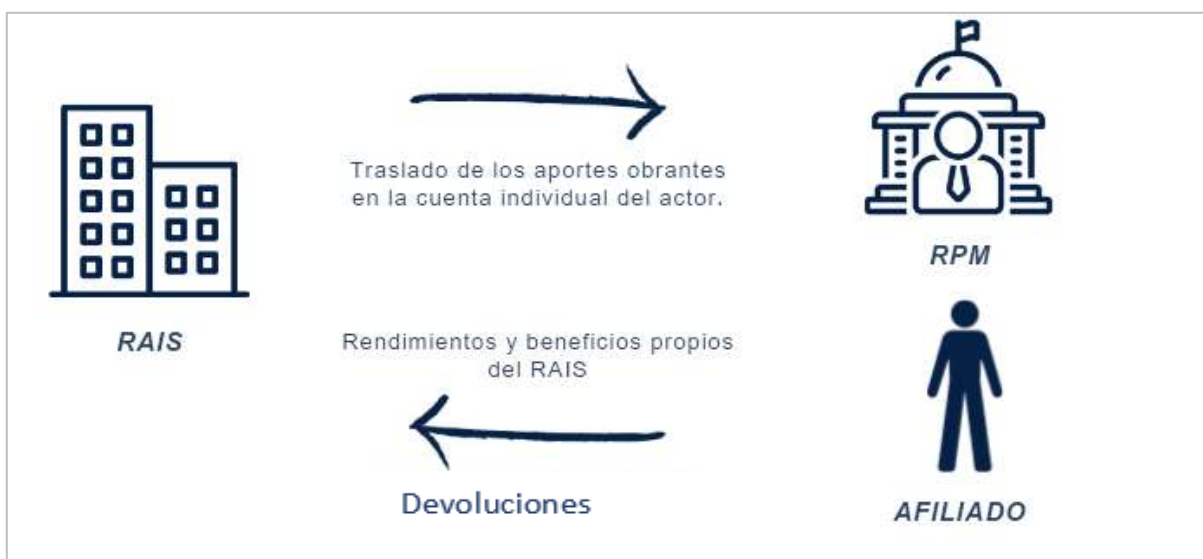 Traslado de los aportes obrantes
en la cuenta individual del actor.
RPM
RAIS
Rendimientos y beneficios propios
del RAIS
Devoluciones
AFILIADO